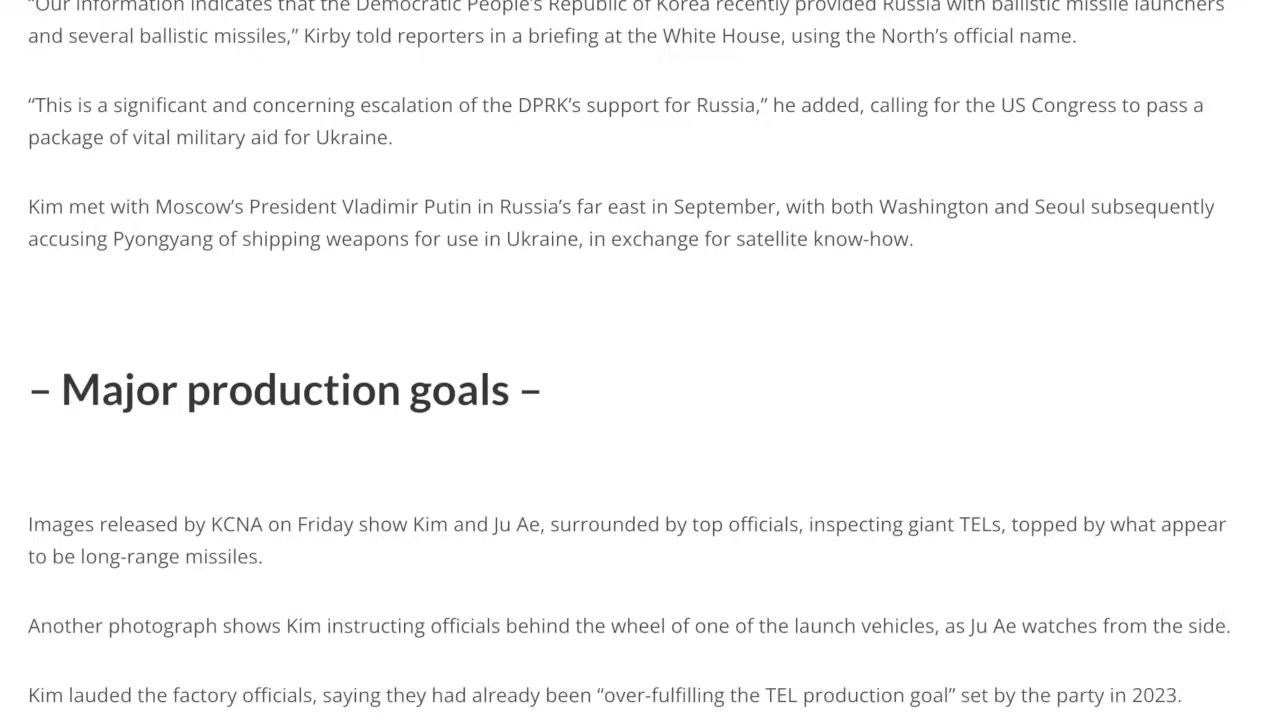 “Our information indicates that the Democratic People’s Republic of Korea recently provided Russia with ballistic missile launchers
and several ballistic missiles,” Kirby told reporters in a briefing at the White House, using the North’s official name.
“This is a significant and concerning escalation of the DPRK’s support for Russia,” he added, calling for the US Congress to pass a
package of vital military aid for Ukraine.
Kim met with Moscow’s President Vladimir Putin in Russia’s far east in September, with both Washington and Seoul subsequently
accusing Pyongyang of shipping weapons for use in Ukraine, in exchange for satellite know-how.
– Major production goals –
Images released by KCNA on Friday show Kim and Ju Ae, surrounded by top officials, inspecting giant TELs, topped by what appear
to be long-range missiles.
Another photograph shows Kim instructing officials behind the wheel of one of the launch vehicles, as Ju Ae watches from the side.
Kim lauded the factory officials, saying they had already been “over-fulfilling the TEL production goal” set by the party in 2023.